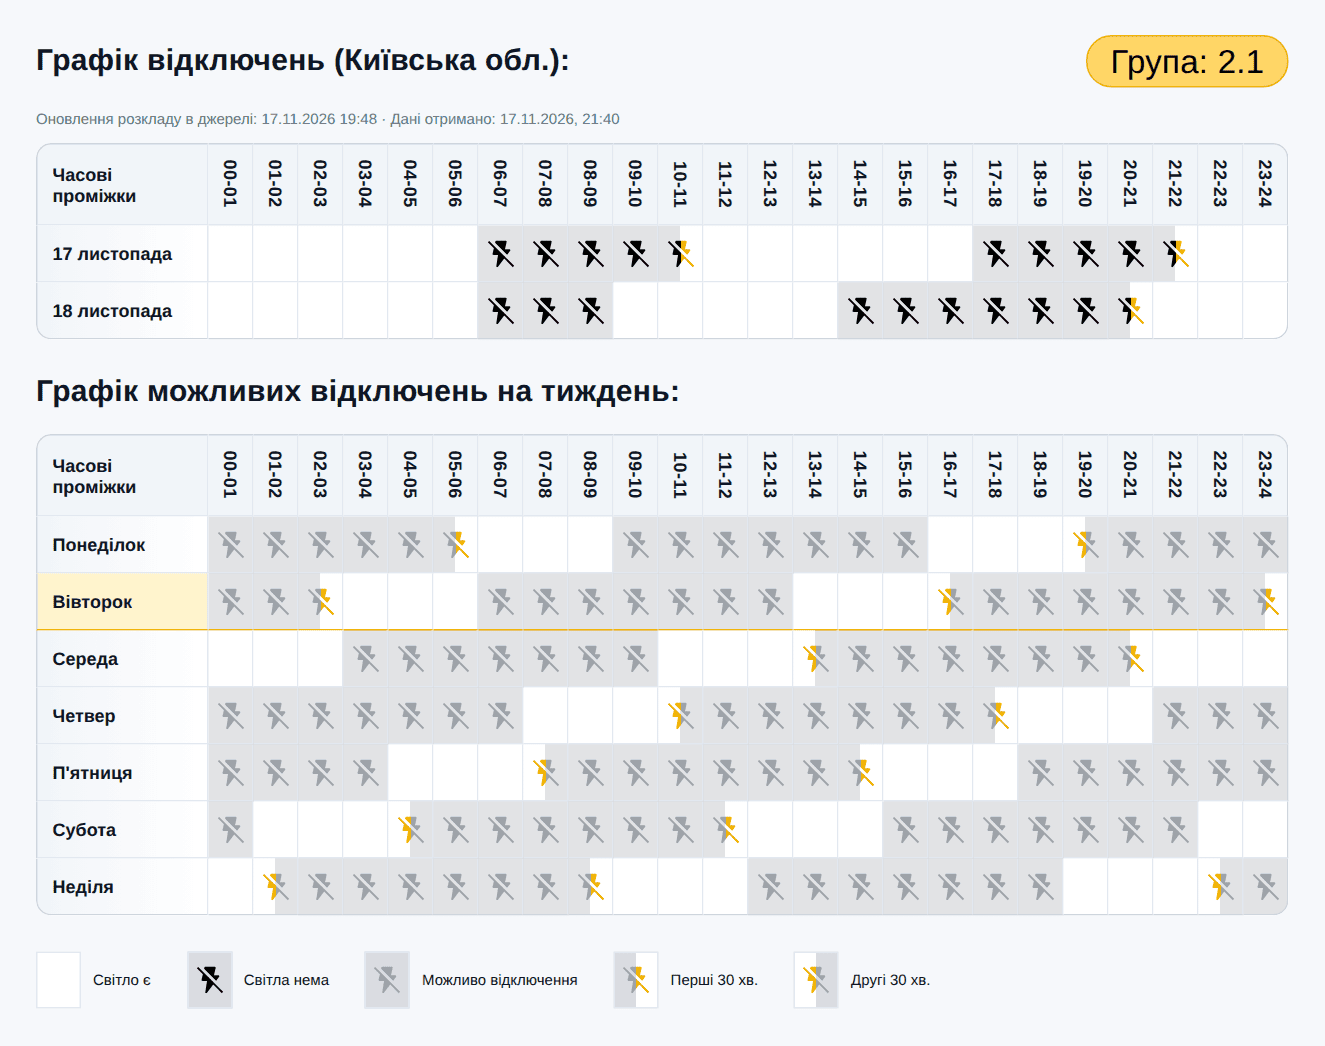 Графік відключень (Київська обл.):
Група: 2.1
Оновлення розкладу в джерелі: 17.11.2026 19:48 · Дані отримано: 17.11.2026, 21:40
Часові проміжки 00-01 01-02 02-03 03-04 04-05 05-06 06-07 07-08 08-09 09-10 10-11 11-12 12-13 13-14 14-15 15-16 16-17 17-18 18-19 19-20 20-21 21-22 22-23 23-24
17 листопада
18 листопада
Графік можливих відключень на тиждень:
Часові проміжки 00-01 01-02 02-03 03-04 04-05 05-06 06-07 07-08 08-09 09-10 10-11 11-12 12-13 13-14 14-15 15-16 16-17 17-18 18-19 19-20 20-21 21-22 22-23 23-24
Понеділок
Вівторок
Середа
Четвер
П'ятниця
Субота
Неділя
Світло є
Світла нема
Можливо відключення
Перші 30 хв.
Другі 30 хв.